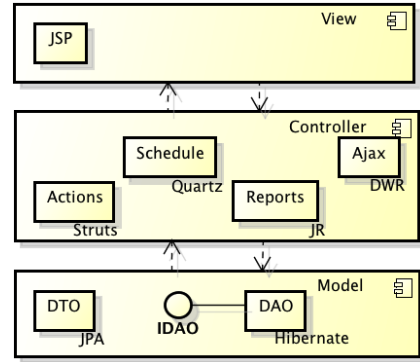 View
JSP
Controller
Schedule
Ajax
Quartz
DWR
Actions
Reports
Struts
JR
Model
DTO
DAO
IDAO
JPA
Hibernate